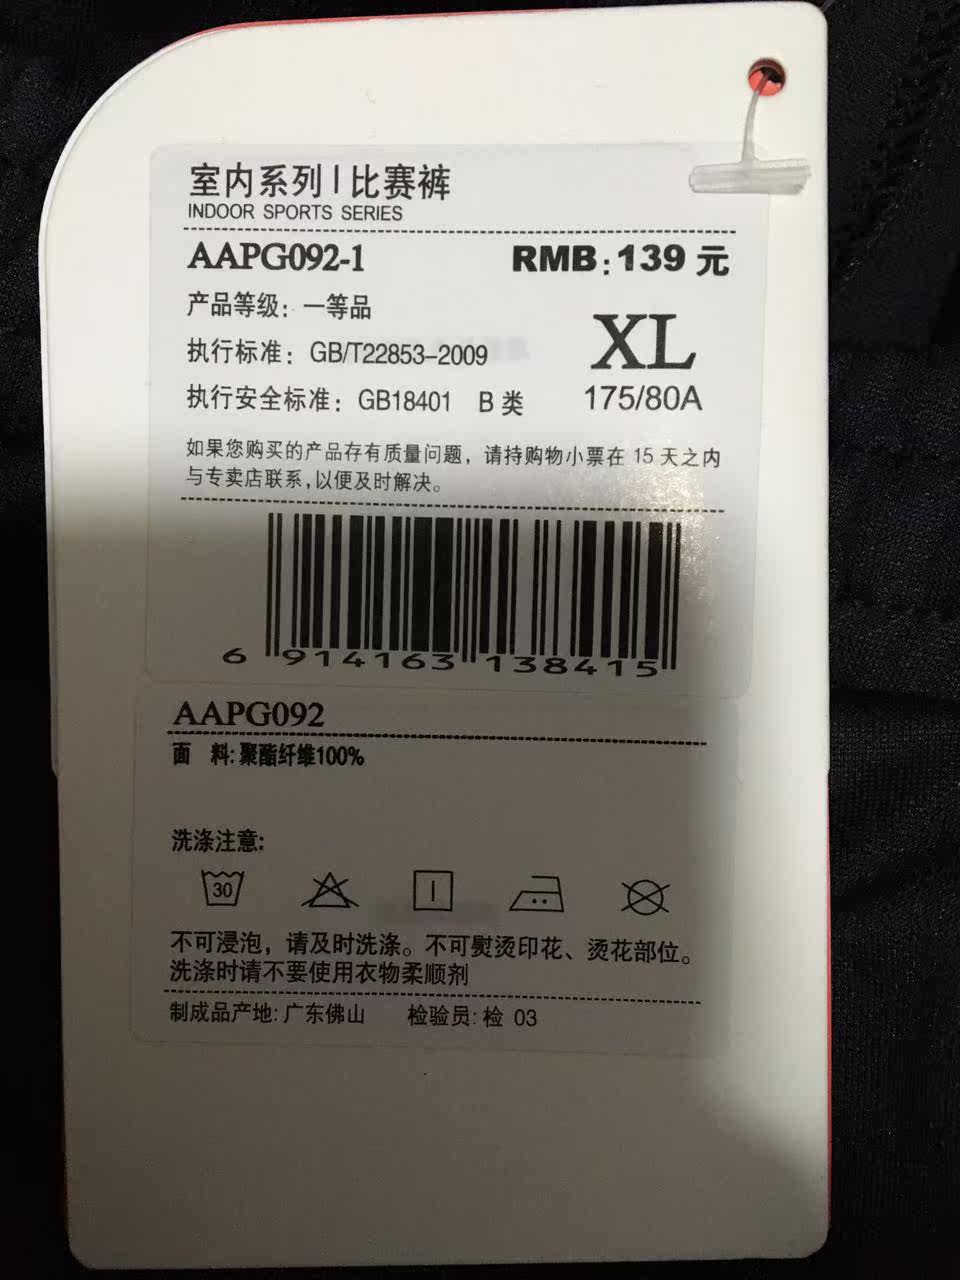 室内系列 | 比赛裤
INDOOR SPORTS SERIES
AAPG092-1 RMB:139 元
产品等级: 一等品
XL
执行标准: GB/T22853-2009
执行安全标准: GB18401 B 类
175/80A
如果您购买的产品存有质量问题，请持购物小票在 15 天之内
与专卖店联系,以便及时解决。
6 914163 138415
AAPG092
面 料:聚酯纤维100%
洗涤注意:
30
不可浸泡，请及时洗涤。不可熨烫印花、烫花部位。
洗涤时请不要使用衣物柔顺剂
制成品产地:广东佛山 检验员:检 03